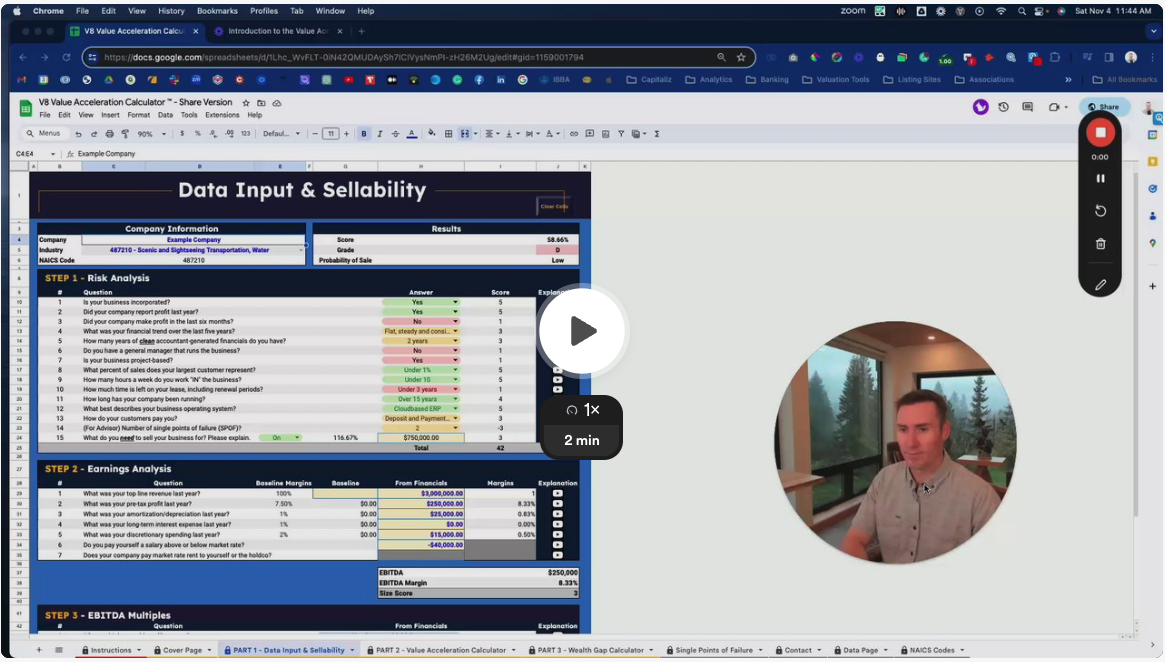 Chrome File Edit View History Bookmarks Profiles Tab Window Help zoom Sat Nov 4 11:44 AM
V8 Value Acceleration Calcul Introduction to the Value Acc
https://docs.google.com/spreadsheets/d/1Lhc_WvFLT-0iN42QMUDAySh7lClVysNmPI-zH26M2Ug/edit#gid=1159001794
IBBA Capitaliz Analytics Banking Valuation Tools Listing Sites Associations All Bookmarks
V8 Value Acceleration Calculator ™ - Share Version
Share
File Edit View Insert Format Data Tools Extensions Help
Menus 90% $ % .0 .00 123 Defaul... 11
C4:E4 Example Company
0:00
Data Input & Sellability
Clear Cells
Company Information Results
Company Example Company Score 58.66%
Industry 487210 - Scenic and Sightseeing Transportation, Water Grade D
NAICS Code 487210 Probability of Sale Low
STEP 1 - Risk Analysis
# Question Answer Score
1 Is your business incorporated? Yes 5
2 Did your company report profit last year? Yes 5
3 Did your company make profit in the last six months? No 1
4 What was your financial trend over the last five years? Flat, steady and consi... 3
5 How many years of clean accountant-generated financials do you have? 2 years 3
6 Do you have a general manager that runs the business? No 1
7 Is your business project-based? Yes 1
8 What percent of sales does your largest customer represent? Under 1% 5
9 How many hours a week do you work "IN" the business? Under 10 5
10 How much time is left on your lease, including renewal periods? Under 3 years 1
11 How long has your company been running? Over 15 years 4
12 What best describes your business operating system? Cloudbased ERP 5
13 How do your customers pay you? Deposit and Payment... 3
14 (For Advisor) Number of single points of failure (SPOF)? 2 -3
15 What do you need to sell your business for? Please explain. On 116.67% $750,000.00 3
Total 42
1×
2 min
STEP 2 - Earnings Analysis
# Question Baseline Margins Baseline From Financials Margins Explanation
1 What was your top line revenue last year? 100% $3,000,000.00 1
2 What was your pre-tax profit last year? 7.50% $0.00 $250,000.00 8.33%
3 What was your amortization/depreciation last year? 1% $0.00 $25,000.00 0.83%
4 What was your long-term interest expense last year? 1% $0.00 $0.00 0.00%
5 What was your discretionary spending last year? 2% $0.00 $15,000.00 0.50%
6 Do you pay yourself a salary above or below market rate? -$40,000.00
7 Does your company pay market rate rent to yourself or the holdco?
EBITDA $250,000
EBITDA Margin 8.33%
Size Score 3
STEP 3 - EBITDA Multiples
# Question From Financials Explanation
Instructions Cover Page PART 1 - Data Input & Sellability PART 2 - Value Acceleration Calculator PART 3 - Wealth Gap Calculator Single Points of Failure Contact Data Page NAICS Codes